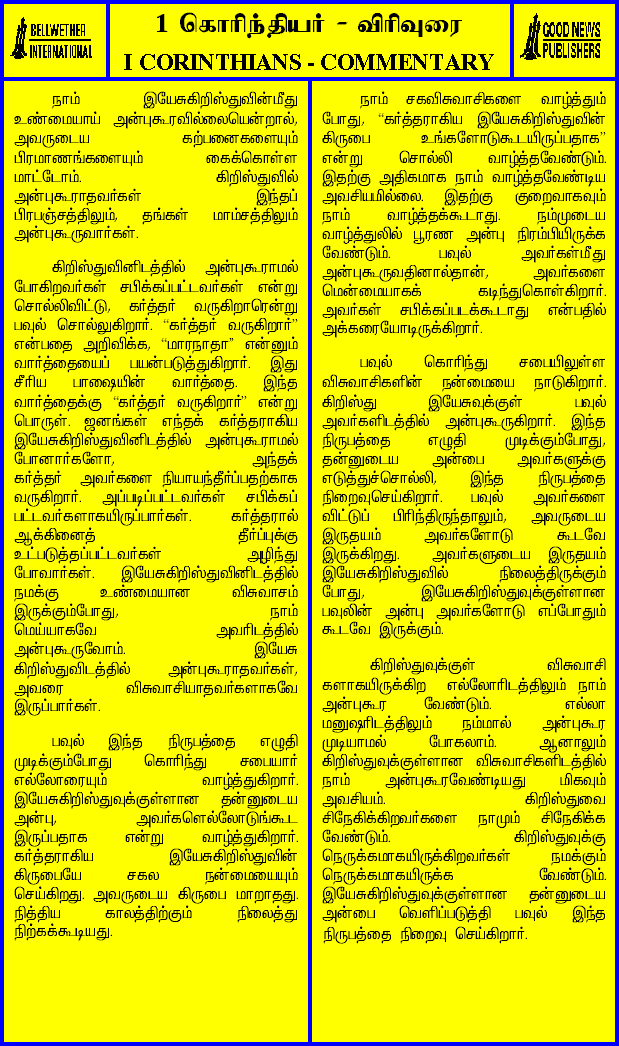 BELLWETHER
INTERNATIONAL
1 கொரிந்தியர் - விரிவுரை
I CORINTHIANS - COMMENTARY
GOOD NEWS
PUBLISHERS
நாம் இயேசுகிறிஸ்துவின்மீது
உண்மையாய் அன்புகூரவில்லையென்றால்,
அவருடைய கற்பனைகளையும்
பிரமாணங்களையும் கைக்கொள்ள
மாட்டோம். கிறிஸ்துவில்
அன்புகூராதவர்கள் இந்தப்
பிரபஞ்சத்திலும், தங்கள் மாம்சத்திலும்
அன்புகூருவார்கள்.
கிறிஸ்துவினிடத்தில் அன்புகூராமல்
போகிறவர்கள் சபிக்கப்பட்டவர்கள் என்று
சொல்லிவிட்டு, கர்த்தர் வருகிறாரென்று
பவுல் சொல்லுகிறார். “கர்த்தர் வருகிறார்”
என்பதை அறிவிக்க, “மாரநாதா” என்னும்
வார்த்தையைப் பயன்படுத்துகிறார். இது
சீரிய பாஷையின் வார்த்தை. இந்த
வார்த்தைக்கு “கர்த்தர் வருகிறார்” என்று
பொருள். ஜனங்கள் எந்தக் கர்த்தராகிய
இயேசுகிறிஸ்துவினிடத்தில் அன்புகூராமல்
போனார்களோ, அந்தக்
கர்த்தர் அவர்களை நியாயந்தீர்ப்பதற்காக
வருகிறார். அப்படிப்பட்டவர்கள் சபிக்கப்
பட்டவர்களாகயிருப்பார்கள். கர்த்தரால்
ஆக்கினைத் தீர்ப்புக்கு
உட்படுத்தப்பட்டவர்கள் அழிந்து
போவார்கள். இயேசுகிறிஸ்துவினிடத்தில்
நமக்கு உண்மையான விசுவாசம்
இருக்கும்போது, நாம்
மெய்யாகவே அவரிடத்தில்
அன்புகூருவோம். இயேசு
கிறிஸ்துவிடத்தில் அன்புகூராதவர்கள்,
அவரை விசுவாசியாதவர்களாகவே
இருப்பார்கள்.
பவுல் இந்த நிருபத்தை எழுதி
முடிக்கும்போது கொரிந்து சபையார்
எல்லோரையும் வாழ்த்துகிறார்.
இயேசுகிறிஸ்துவுக்குள்ளான தன்னுடைய
அன்பு, அவர்களெல்லோடுங்கூட
இருப்பதாக என்று வாழ்த்துகிறார்.
கர்த்தராகிய இயேசுகிறிஸ்துவின்
கிருபையே சகல நன்மையையும்
செய்கிறது. அவருடைய கிருபை மாறாதது.
நித்திய காலத்திற்கும் நிலைத்து
நிற்கக்கூடியது.
நாம் சகவிசுவாசிகளை வாழ்த்தும்
போது, “கர்த்தராகிய இயேசுகிறிஸ்துவின்
கிருபை உங்களோடுகூடயிருப்பதாக”
என்று சொல்லி வாழ்த்தவேண்டும்.
இதற்கு அதிகமாக நாம் வாழ்த்தவேண்டிய
அவசியமில்லை. இதற்கு குறைவாகவும்
நாம் வாழ்த்தக்கூடாது. நம்முடைய
வாழ்த்துலில் பூரண அன்பு நிரம்பியிருக்க
வேண்டும். பவுல் அவர்கள்மீது
அன்புகூருவதினால்தான், அவர்களை
மென்மையாகக் கடிந்துகொள்கிறார்.
அவர்கள் சபிக்கப்படக்கூடாது என்பதில்
அக்கரையோடிருக்கிறார்.
பவுல் கொரிந்து சபையிலுள்ள
விசுவாசிகளின் நன்மையை நாடுகிறார்.
கிறிஸ்து இயேசுவுக்குள் பவுல்
அவர்களிடத்தில் அன்புகூருகிறார். இந்த
நிருபத்தை எழுதி முடிக்கும்போது,
தன்னுடைய அன்பை அவர்களுக்கு
எடுத்துச்சொல்லி, இந்த நிருபத்தை
நிறைவுசெய்கிறார். பவுல் அவர்களை
விட்டுப் பிரிந்திருந்தாலும், அவருடைய
இருதயம் அவர்களோடு கூடவே
இருக்கிறது. அவர்களுடைய இருதயம்
இயேசுகிறிஸ்துவில் நிலைத்திருக்கும்
போது, இயேசுகிறிஸ்துவுக்குள்ளான
பவுலின் அன்பு அவர்களோடு எப்போதும்
கூடவே இருக்கும்.
கிறிஸ்துவுக்குள் விசுவாசி
களாகயிருக்கிற எல்லோரிடத்திலும் நாம்
அன்புகூர வேண்டும். எல்லா
மனுஷரிடத்திலும் நம்மால் அன்புகூர
முடியாமல் போகலாம். ஆனாலும்
கிறிஸ்துவுக்குள்ளான விசுவாசிகளிடத்தில்
நாம் அன்புகூரவேண்டியது மிகவும்
அவசியம். கிறிஸ்துவை
சிநேகிக்கிறவர்களை நாமும் சிநேகிக்க
வேண்டும். கிறிஸ்துவுக்கு
நெருக்கமாகயிருக்கிறவர்கள் நமக்கும்
நெருக்கமாகயிருக்க வேண்டும்.
இயேசுகிறிஸ்துவுக்குள்ளான தன்னுடைய
அன்பை வெளிப்படுத்தி பவுல் இந்த
நிருபத்தை நிறைவு செய்கிறார்.